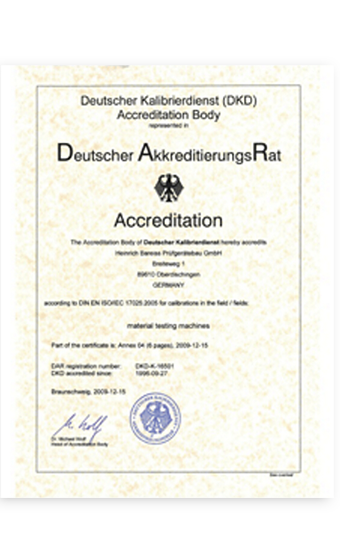 Deutscher Kalibrierdienst (DKD)
Accreditation Body
represented in
Deutscher AkkreditierungsRat
Accreditation
The Accreditation Body of Deutscher Kalibrierdienst hereby accredits
Heinrich Prüfgerätebau GmbH
Breiteweg 1
89610 Oberdischingen
GERMANY
according to DIN EN ISO/IEC 17025:2005 for calibrations in the field / fields:
material testing machines
Part of the certificate is: Annex 04 (6 pages), 2009-12-15
DAR registration number: DKD-K-16501
DKD accredited since: 1996-09-27
Braunschweig, 2009-12-15
Dr. Michael Wolf
Head of Accreditation Body